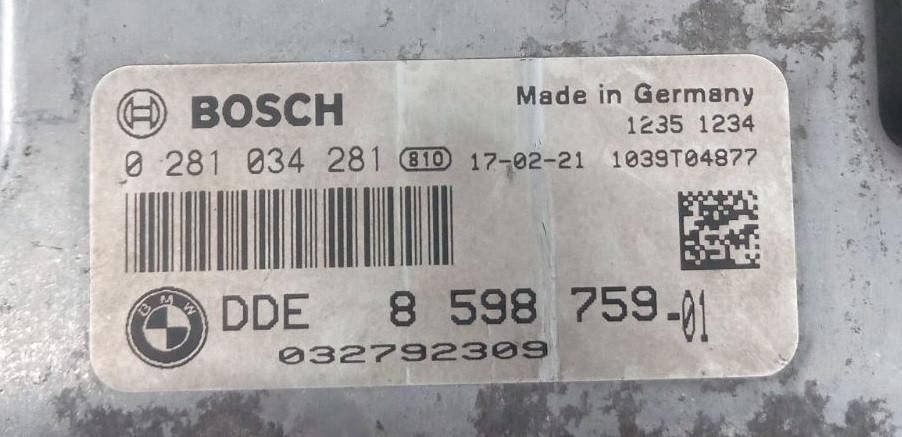 BOSCH
Made in Germany
1235 1234
0 281 034 281 810 17-02-21 1039T04877
BMW
DDE 8 598 759-01
032792309